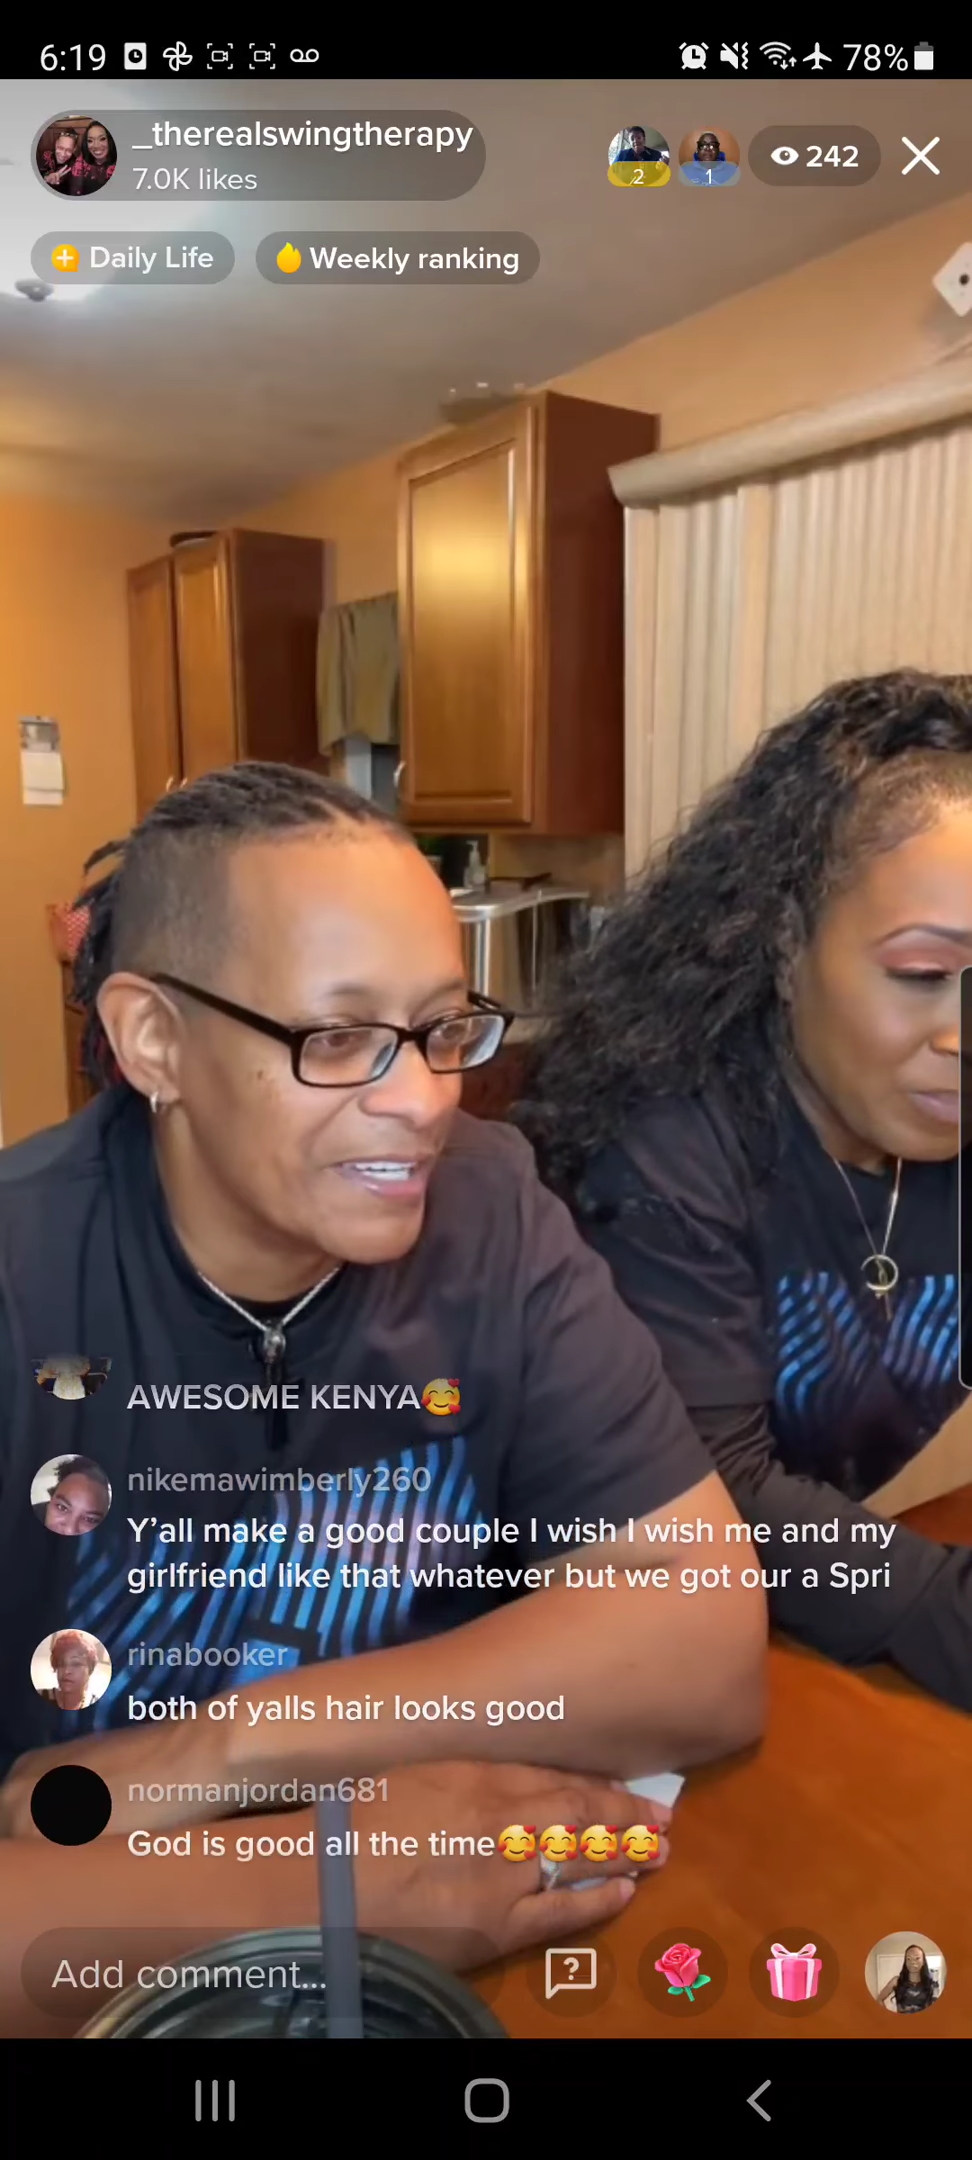 6:19
78%
_therealswingtherapy
7.0K likes
2
1
242
Daily Life
Weekly ranking
AWESOME KENYA🥰
nikemawimberly260
Y'all make a good couple I wish I wish me and my
girlfriend like that whatever but we got our a Spri
rinabooker
both of yalls hair looks good
normanjordan681
God is good all the time🥰🥰🥰🥰
Add comment...
?